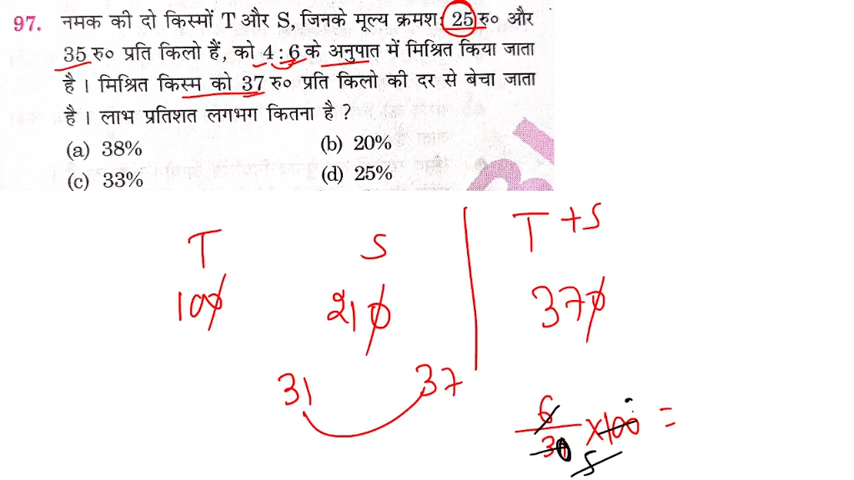 97. नमक की दो किस्मों T और S, जिनके मूल्य क्रमशः 25 रु० और
35 रु० प्रति किलो हैं, को 4 : 6 के अनुपात में मिश्रित किया जाता
है। मिश्रित किस्म को 37 रु० प्रति किलो की दर से बेचा जाता
है। लाभ प्रतिशत लगभग कितना है ?
(a) 38% (b) 20%
(c) 33% (d) 25%
T S T+S
100 210 370
31 37
6/30 × 100 =
5